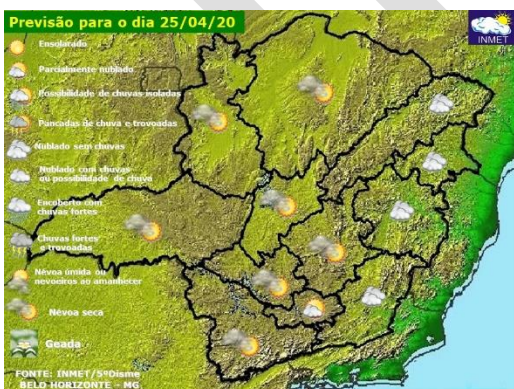 Previsão para o dia 25/04/20
INMET
Ensolarado
Parcialmente nublado
Possibilidade de chuvas isoladas
Pancadas de chuva e trovoadas
Nublado sem chuvas
Nublado com chuvas
ou possibilidade de chuva
Encoberto com
chuvas fortes
Chuvas fortes
e trovoadas
Névoa úmida ou
nevoeiros ao amanhecer
Névoa seca
Geada
FONTE: INMET/5ºDisme
BELO HORIZONTE - MG